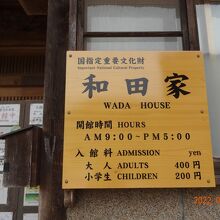 国指定重要文化財
Important National Cultural Property
和田家
WADA HOUSE
開館時間 HOURS
AM9:00~PM5:00
入館料 ADMISSION yen
大人 ADULTS 400円
小学生 CHILDREN 200円